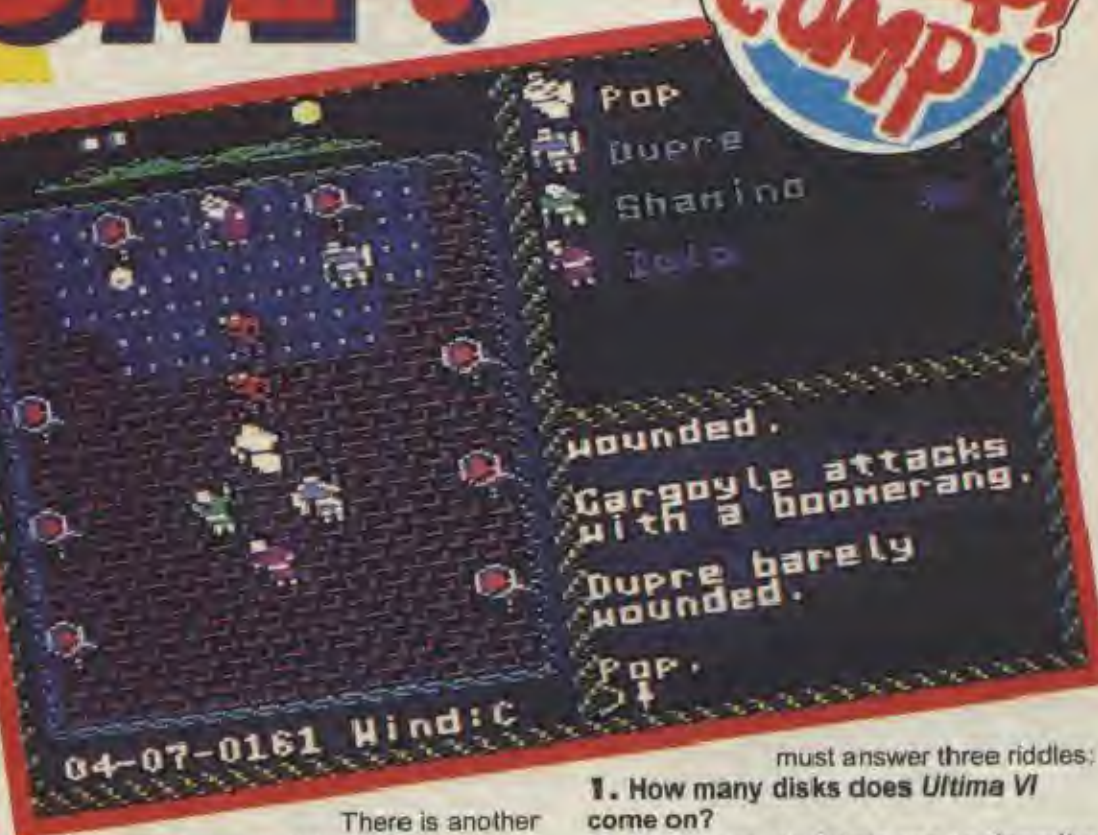 Pop
Dupre
Shamino
Iolo
wounded.
Gargoyle attacks
with a boomerang.
Dupre barely
wounded.
Pop.
04-07-0161 Wind:C
There is another
must answer three riddles:
1. How many disks does Ultima VI
come on?